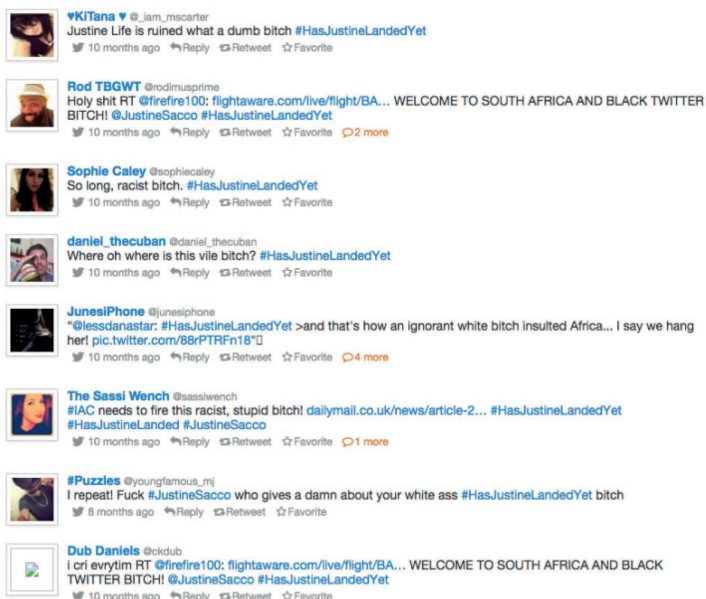 ♥KiTana ♥ @_iam_mscarter
Justine Life is ruined what a dumb bitch #HasJustineLandedYet
10 months ago Reply Retweet Favorite
Rod TBGWT @rodimusprime
Holy shit RT @firefire100: flightaware.com/live/flight/BA... WELCOME TO SOUTH AFRICA AND BLACK TWITTER
BITCH! @JustineSacco #HasJustineLandedYet
10 months ago Reply Retweet Favorite 2 more
Sophie Caley @sophiecaley
So long, racist bitch. #HasJustineLandedYet
10 months ago Reply Retweet Favorite
daniel_thecuban @daniel_thecuban
Where oh where is this vile bitch? #HasJustineLandedYet
10 months ago Reply Retweet Favorite
JunesiPhone @junesiphone
"@lessdanastar: #HasJustineLandedYet >and that's how an ignorant white bitch insulted Africa... I say we hang
her! pic.twitter.com/88rPTRFn18"▯
10 months ago Reply Retweet Favorite 4 more
The Sassi Wench @sassiwench
#IAC needs to fire this racist, stupid bitch! dailymail.co.uk/news/article-2... #HasJustineLandedYet
#HasJustineLanded #JustineSacco
10 months ago Reply Retweet Favorite 1 more
#Puzzles @youngfamous_mj
I repeat! Fuck #JustineSacco who gives a damn about your white ass #HasJustineLandedYet bitch
8 months ago Reply Retweet Favorite
Dub Daniels @ckdub
i cri evrytim RT @firefire100: flightaware.com/live/flight/BA... WELCOME TO SOUTH AFRICA AND BLACK
TWITTER BITCH! @JustineSacco #HasJustineLandedYet
10 months ago Reply Retweet Favorite